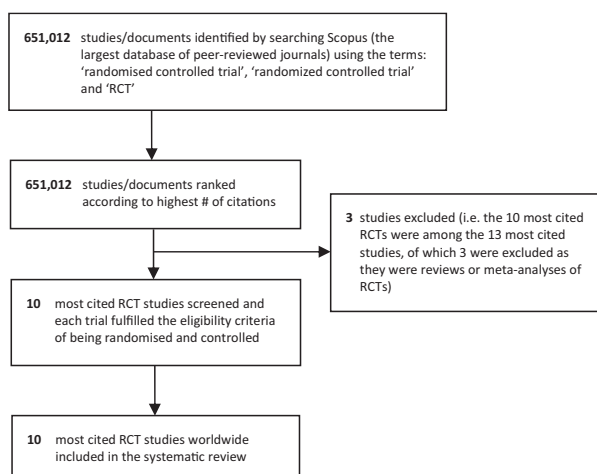 651,012 studies/documents identified by searching Scopus (the
largest database of peer-reviewed journals) using the terms:
‘randomised controlled trial’, ‘randomized controlled trial’
and ‘RCT’
651,012 studies/documents ranked
according to highest # of citations
3 studies excluded (i.e. the 10 most cited
RCTs were among the 13 most cited
studies, of which 3 were excluded as
they were reviews or meta-analyses of
RCTs)
10 most cited RCT studies screened and
each trial fulfilled the eligibility criteria
of being randomised and controlled
10 most cited RCT studies worldwide
included in the systematic review